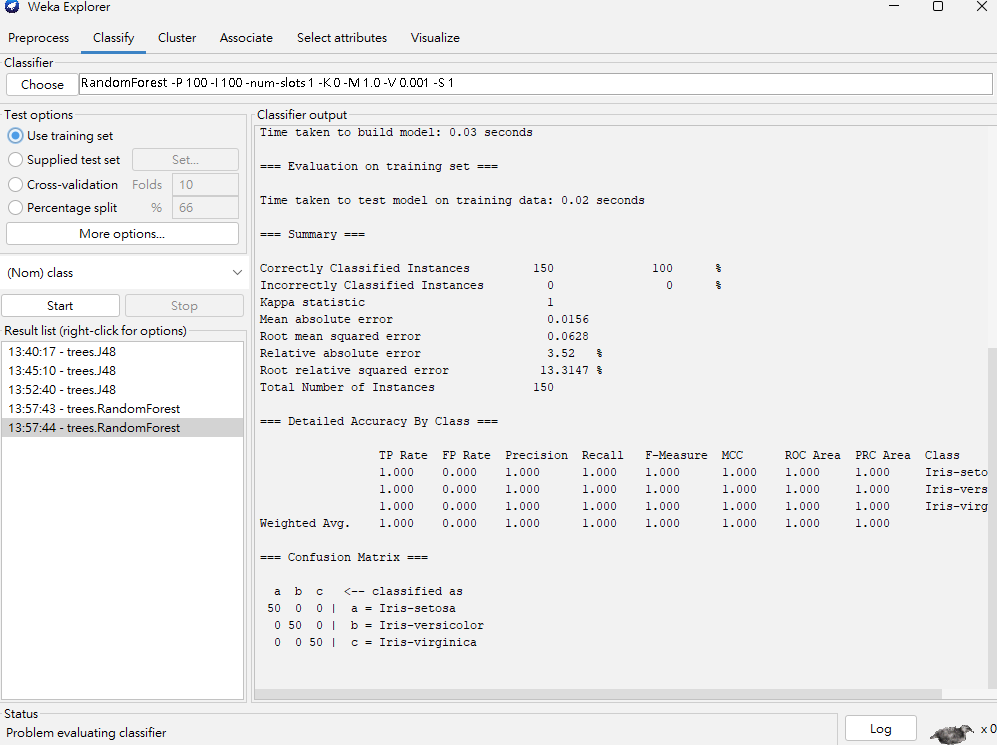 Weka Explorer
Preprocess Classify Cluster Associate Select attributes Visualize
Classifier
Choose RandomForest -P 100 -I 100 -num-slots 1 -K 0 -M 1.0 -V 0.001 -S 1
Test options
Use training set
Supplied test set Set...
Cross-validation Folds 10
Percentage split % 66
More options...
(Nom) class
Start Stop
Result list (right-click for options)
13:40:17 - trees.J48
13:45:10 - trees.J48
13:52:40 - trees.J48
13:57:43 - trees.RandomForest
13:57:44 - trees.RandomForest
Classifier output
Time taken to build model: 0.03 seconds
=== Evaluation on training set ===
Time taken to test model on training data: 0.02 seconds
=== Summary ===
Correctly Classified Instances 150 100 %
Incorrectly Classified Instances 0 0 %
Kappa statistic 1
Mean absolute error 0.0156
Root mean squared error 0.0628
Relative absolute error 3.52 %
Root relative squared error 13.3147 %
Total Number of Instances 150
=== Detailed Accuracy By Class ===
TP Rate FP Rate Precision Recall F-Measure MCC ROC Area PRC Area Class
1.000 0.000 1.000 1.000 1.000 1.000 1.000 1.000 Iris-seto
1.000 0.000 1.000 1.000 1.000 1.000 1.000 1.000 Iris-vers
1.000 0.000 1.000 1.000 1.000 1.000 1.000 1.000 Iris-virg
Weighted Avg. 1.000 0.000 1.000 1.000 1.000 1.000 1.000 1.000
=== Confusion Matrix ===
a b c <-- classified as
50 0 0 | a = Iris-setosa
0 50 0 | b = Iris-versicolor
0 0 50 | c = Iris-virginica
Status
Problem evaluating classifier
Log
x 0